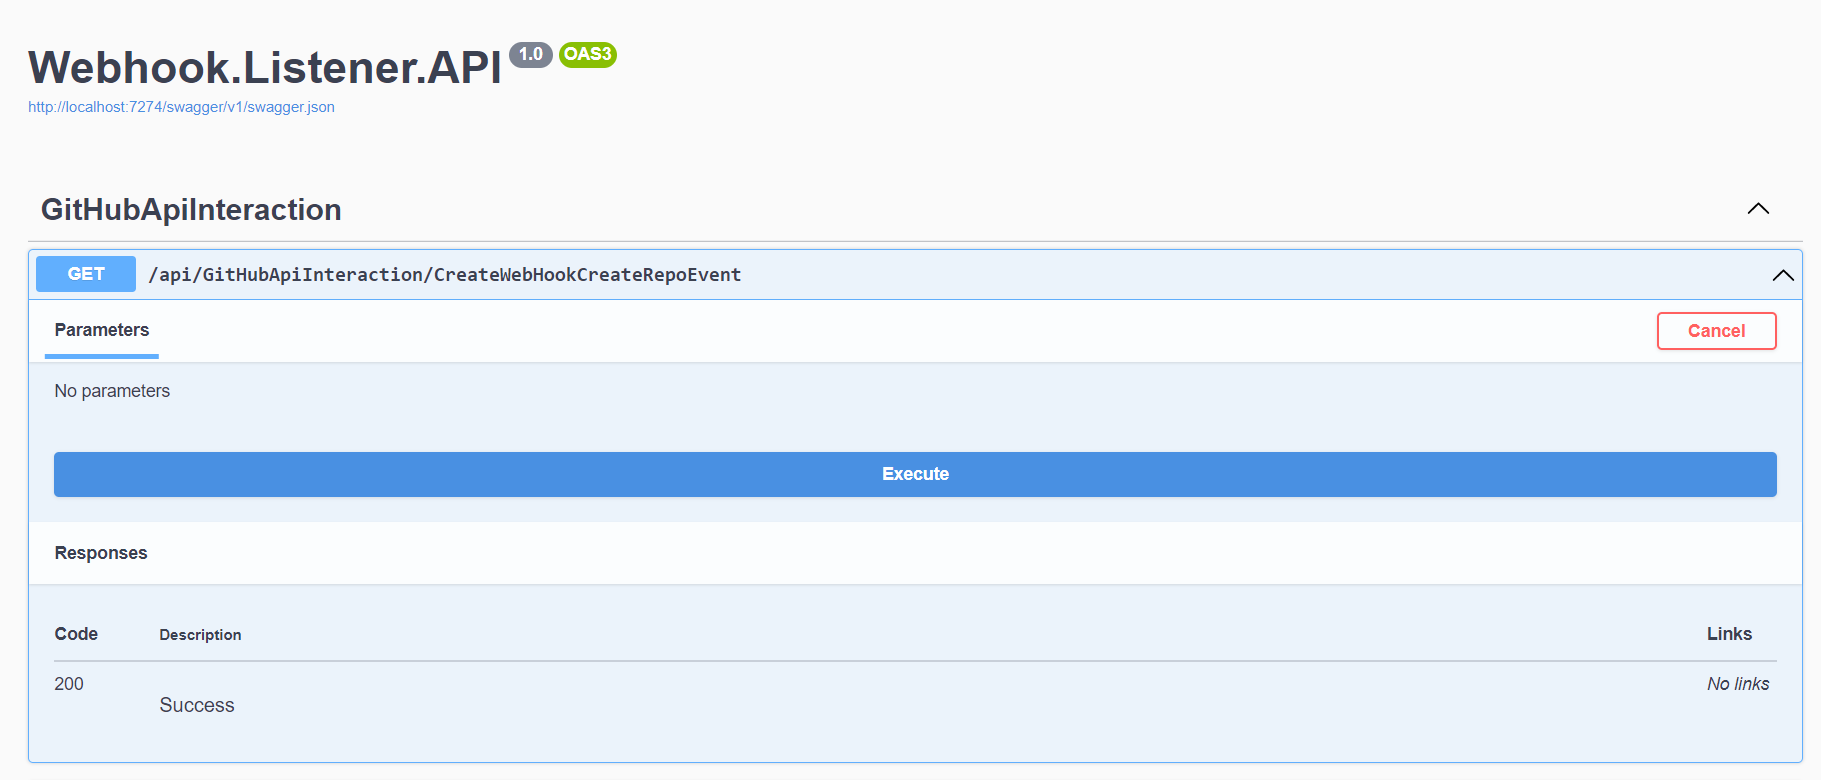 Webhook.Listener.API 1.0 OAS3
http://localhost:7274/swagger/v1/swagger.json
GitHubApiInteraction
GET /api/GitHubApiInteraction/CreateWebHookCreateRepoEvent
Parameters Cancel
No parameters
Execute
Responses
Code Description Links
200 No links
Success